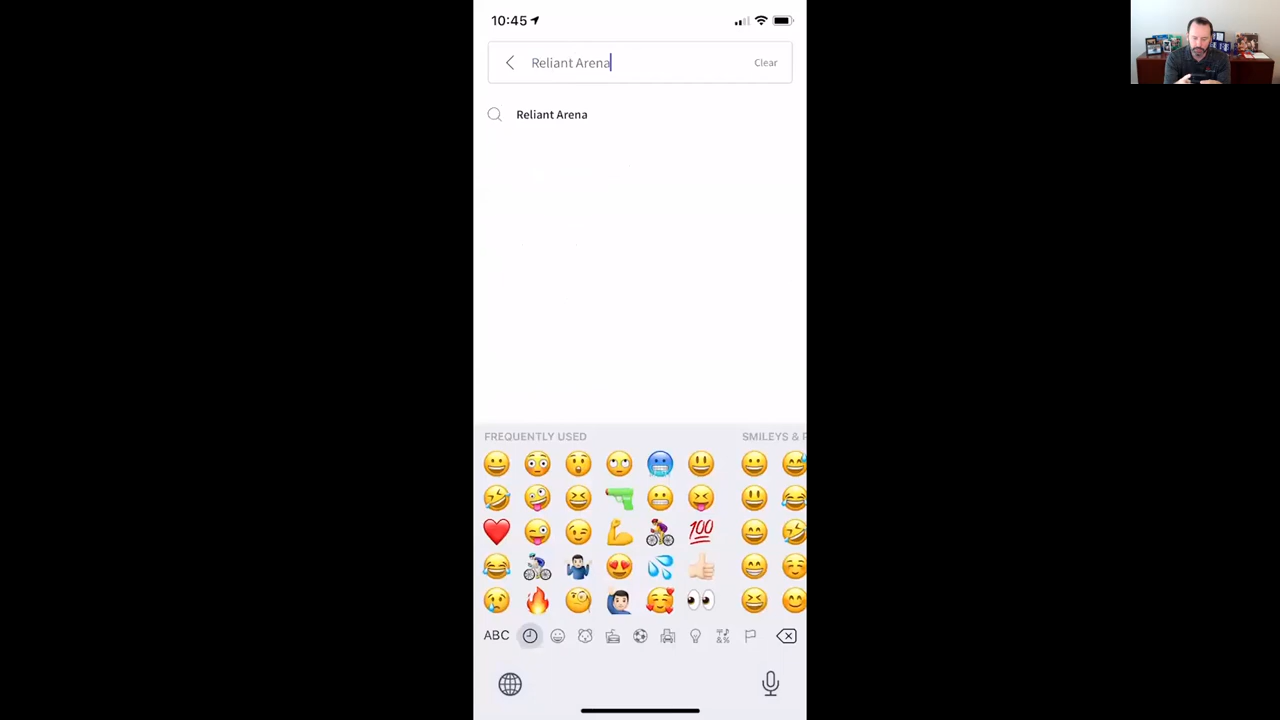 10:45
Reliant Arena
Clear
Reliant Arena
FREQUENTLY USED
SMILEYS & P
100
ABC